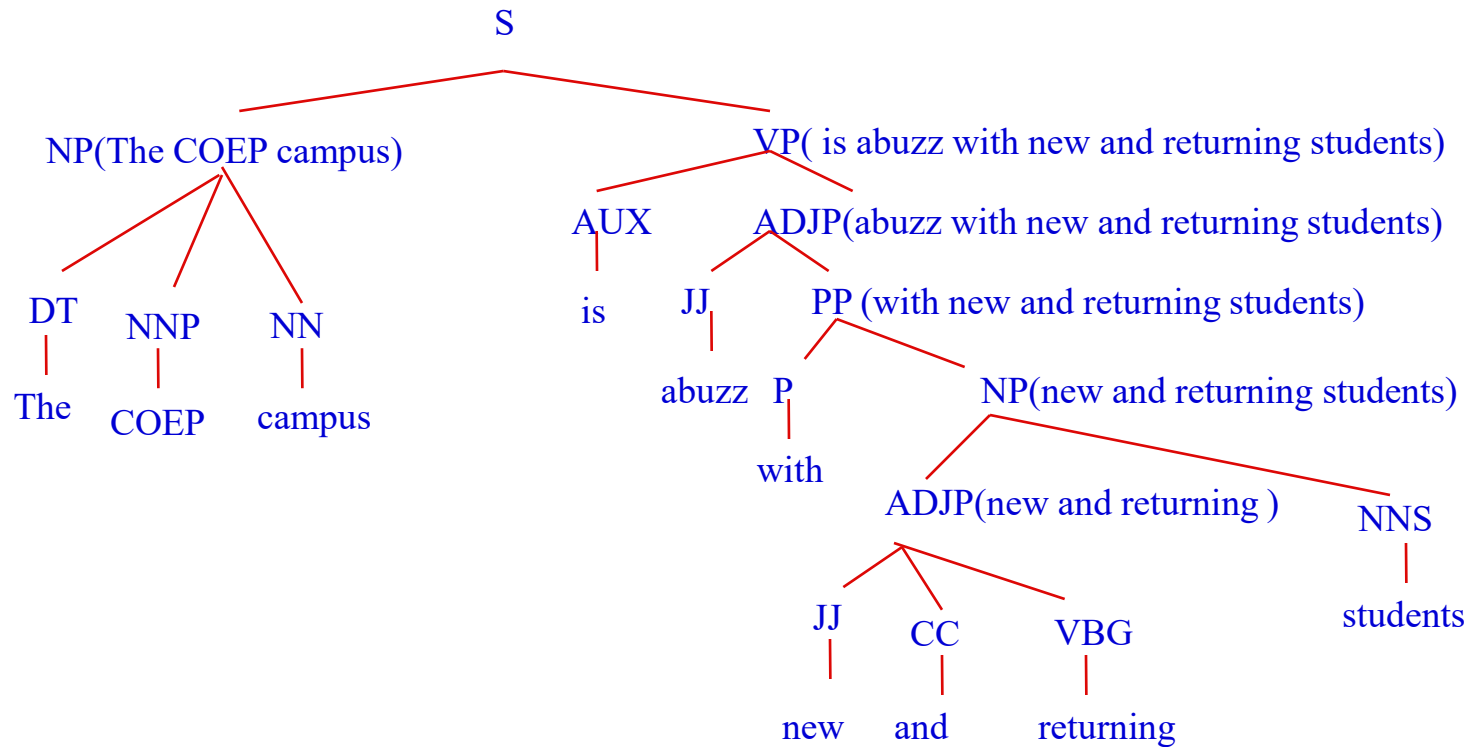 S
NP(The COEP campus)
VP( is abuzz with new and returning students)
AUX
ADJP(abuzz with new and returning students)
DT
NNP
NN
is
JJ
PP (with new and returning students)
The
COEP
campus
abuzz
P
NP(new and returning students)
with
ADJP(new and returning )
NNS
JJ
CC
VBG
students
new
and
returning